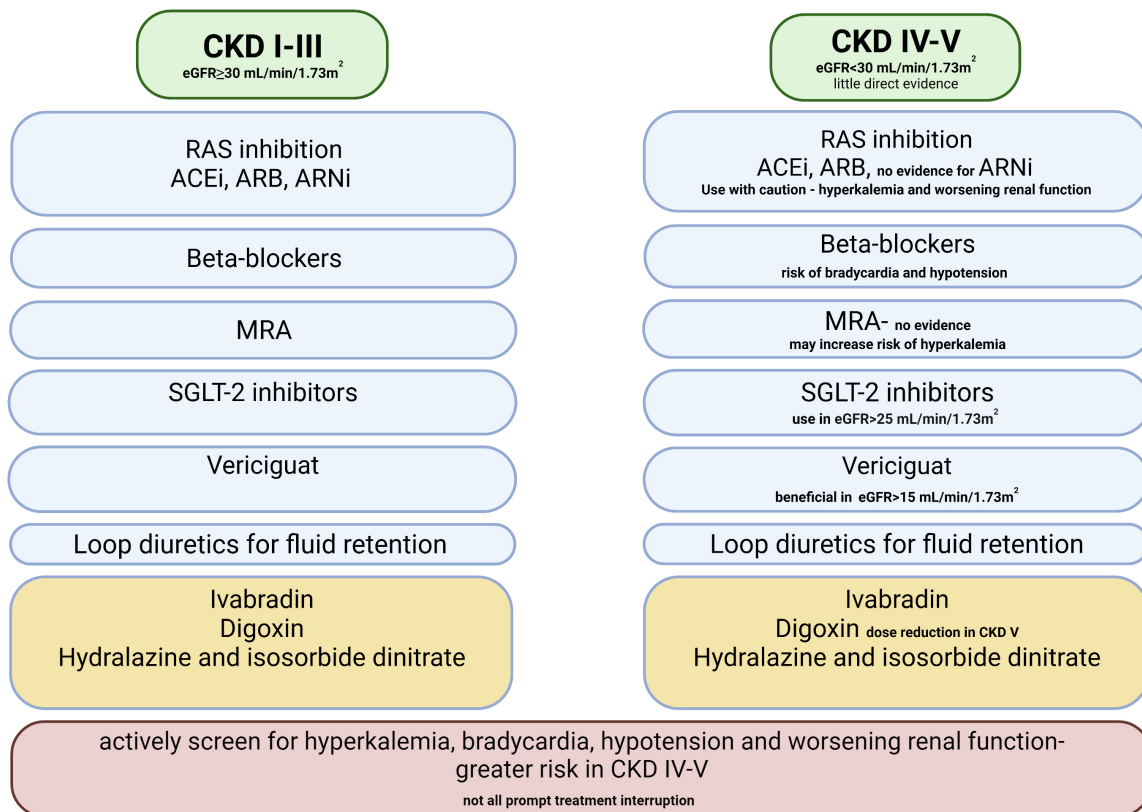 CKD I-III
eGFR≥30 mL/min/1.73m²
RAS inhibition
ACEi, ARB, ARNi
Beta-blockers
MRA
SGLT-2 inhibitors
Vericiguat
Loop diuretics for fluid retention
Ivabradin
Digoxin
Hydralazine and isosorbide dinitrate
CKD IV-V
eGFR<30 mL/min/1.73m²
little direct evidence
RAS inhibition
ACEi, ARB, no evidence for ARNi
Use with caution - hyperkalemia and worsening renal function
Beta-blockers
risk of bradycardia and hypotension
MRA- no evidence
may increase risk of hyperkalemia
SGLT-2 inhibitors
use in eGFR>25 mL/min/1.73m²
Vericiguat
beneficial in eGFR>15 mL/min/1.73m²
Loop diuretics for fluid retention
Ivabradin
Digoxin dose reduction in CKD V
Hydralazine and isosorbide dinitrate
actively screen for hyperkalemia, bradycardia, hypotension and worsening renal function-
greater risk in CKD IV-V
not all prompt treatment interruption